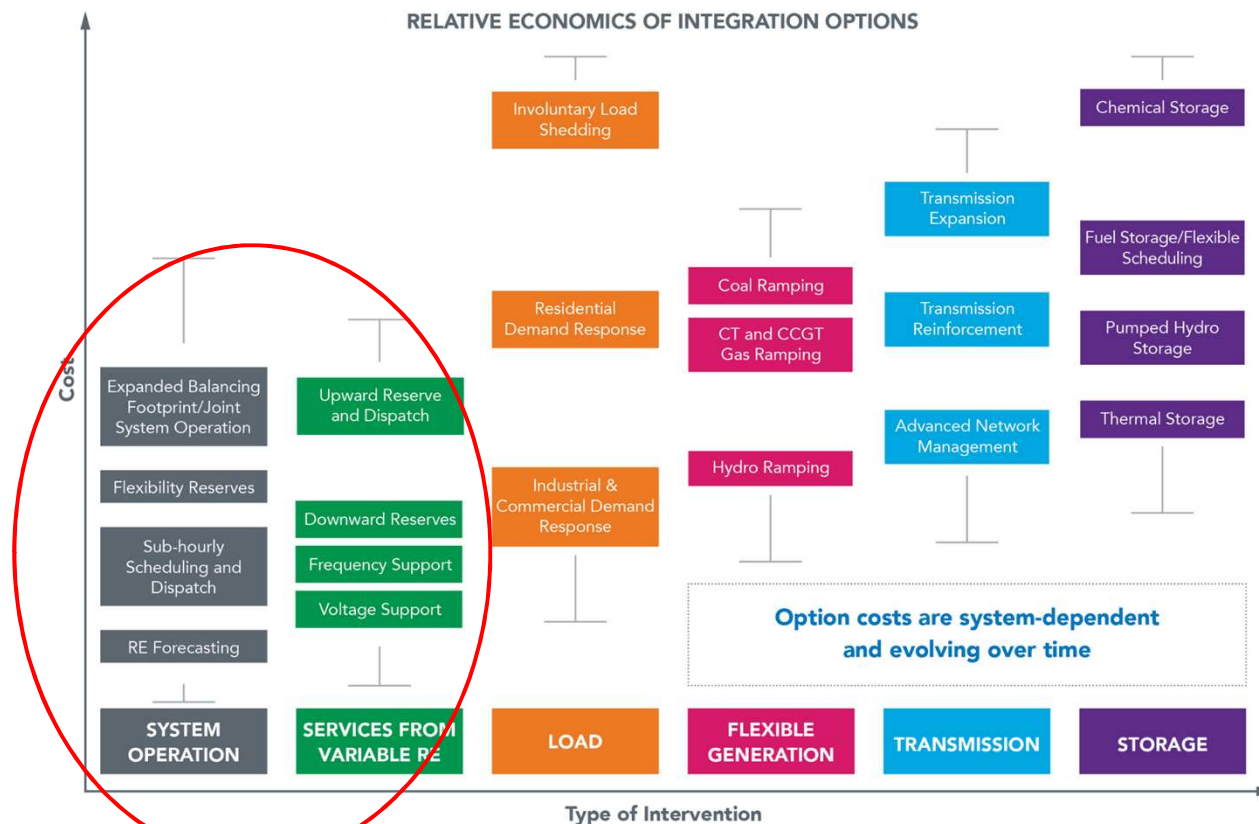 RELATIVE ECONOMICS OF INTEGRATION OPTIONS
Cost
Expanded Balancing
Footprint/Joint
System Operation
Flexibility Reserves
Sub-hourly
Scheduling and
Dispatch
RE Forecasting
SYSTEM
OPERATION
Upward Reserve
and Dispatch
Downward Reserves
Frequency Support
Voltage Support
SERVICES FROM
VARIABLE RE
Involuntary Load
Shedding
Residential
Demand Response
Industrial &
Commercial Demand
Response
LOAD
Coal Ramping
CT and CCGT
Gas Ramping
Hydro Ramping
FLEXIBLE
GENERATION
Transmission
Expansion
Transmission
Reinforcement
Advanced Network
Management
TRANSMISSION
Chemical Storage
Fuel Storage/Flexible
Scheduling
Pumped Hydro
Storage
Thermal Storage
STORAGE
Option costs are system-dependent
and evolving over time
Type of Intervention